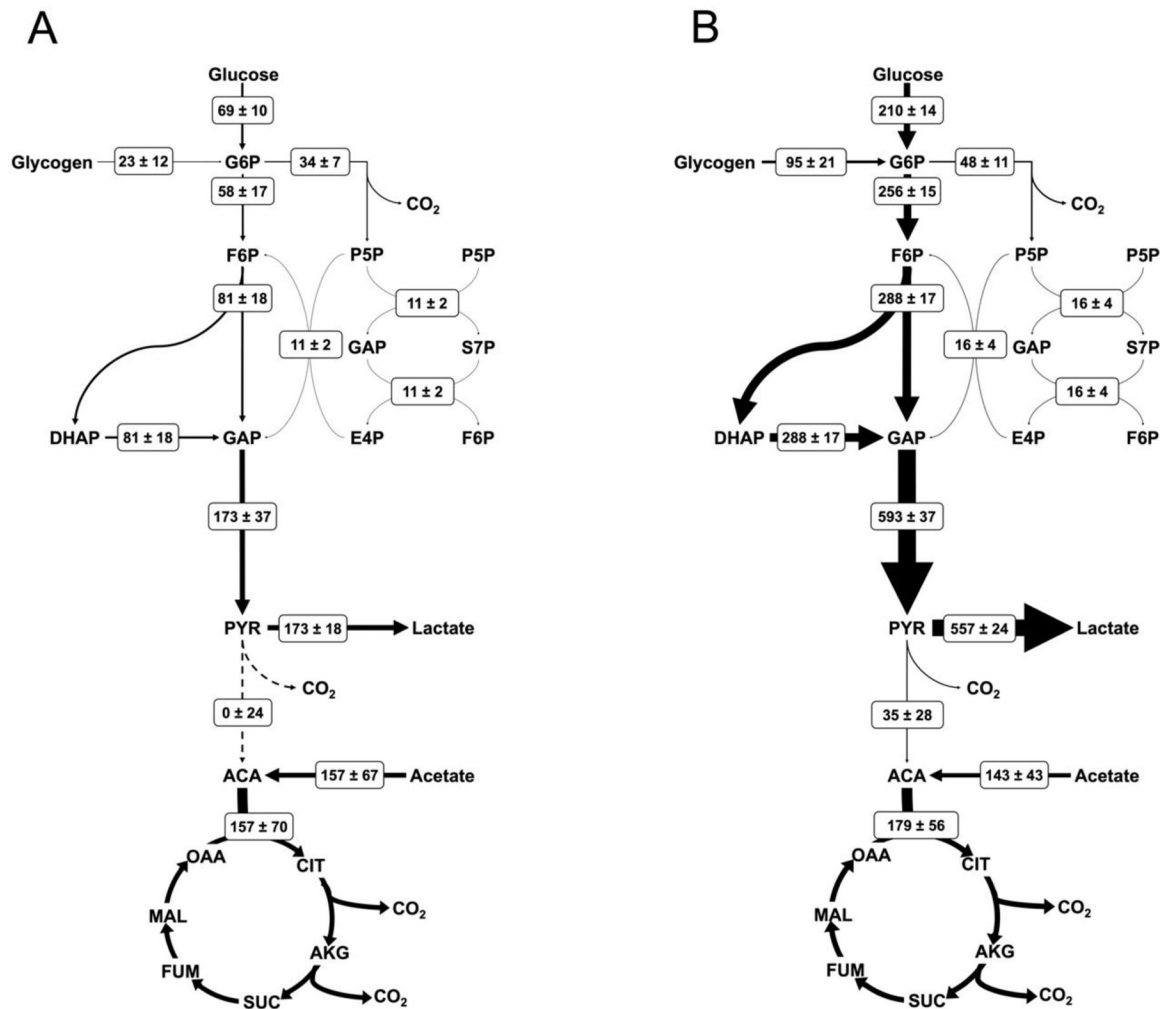 A
Glucose
69 ± 10
Glycogen 23 ± 12 G6P 34 ± 7
58 ± 17
CO2
F6P P5P P5P
81 ± 18 11 ± 2
11 ± 2 GAP S7P
11 ± 2
DHAP 81 ± 18 GAP E4P F6P
173 ± 37
PYR 173 ± 18 Lactate
CO2
0 ± 24
ACA 157 ± 67 Acetate
157 ± 70
OAA CIT
CO2
MAL
AKG
FUM
SUC CO2
B
Glucose
210 ± 14
Glycogen 95 ± 21 G6P 48 ± 11
256 ± 15
CO2
F6P P5P P5P
288 ± 17 16 ± 4
16 ± 4 GAP S7P
16 ± 4
DHAP 288 ± 17 GAP E4P F6P
593 ± 37
PYR 557 ± 24 Lactate
CO2
35 ± 28
ACA 143 ± 43 Acetate
179 ± 56
OAA CIT
CO2
MAL
AKG
FUM
SUC CO2